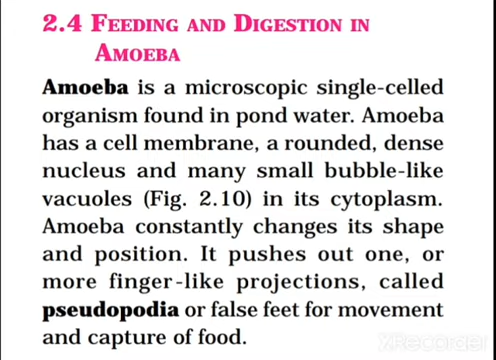 2.4 FEEDING AND DIGESTION IN
AMOEBA
Amoeba is a microscopic single-celled
organism found in pond water. Amoeba
has a cell membrane, a rounded, dense
nucleus and many small bubble-like
vacuoles (Fig. 2.10) in its cytoplasm.
Amoeba constantly changes its shape
and position. It pushes out one, or
more finger-like projections, called
pseudopodia or false feet for movement
and capture of food.
XRecorder